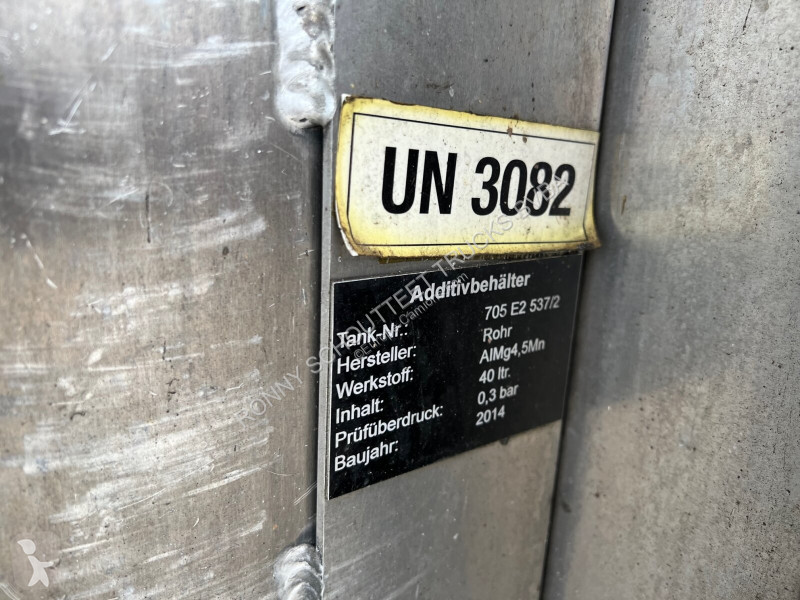 UN 3082
Additivbehälter
Tank-Nr.: 705 E2 537/2
Hersteller: Rohr
Werkstoff: AlMg4,5Mn
Inhalt: 40 ltr.
Prüfüberdruck: 0,3 bar
Baujahr: 2014